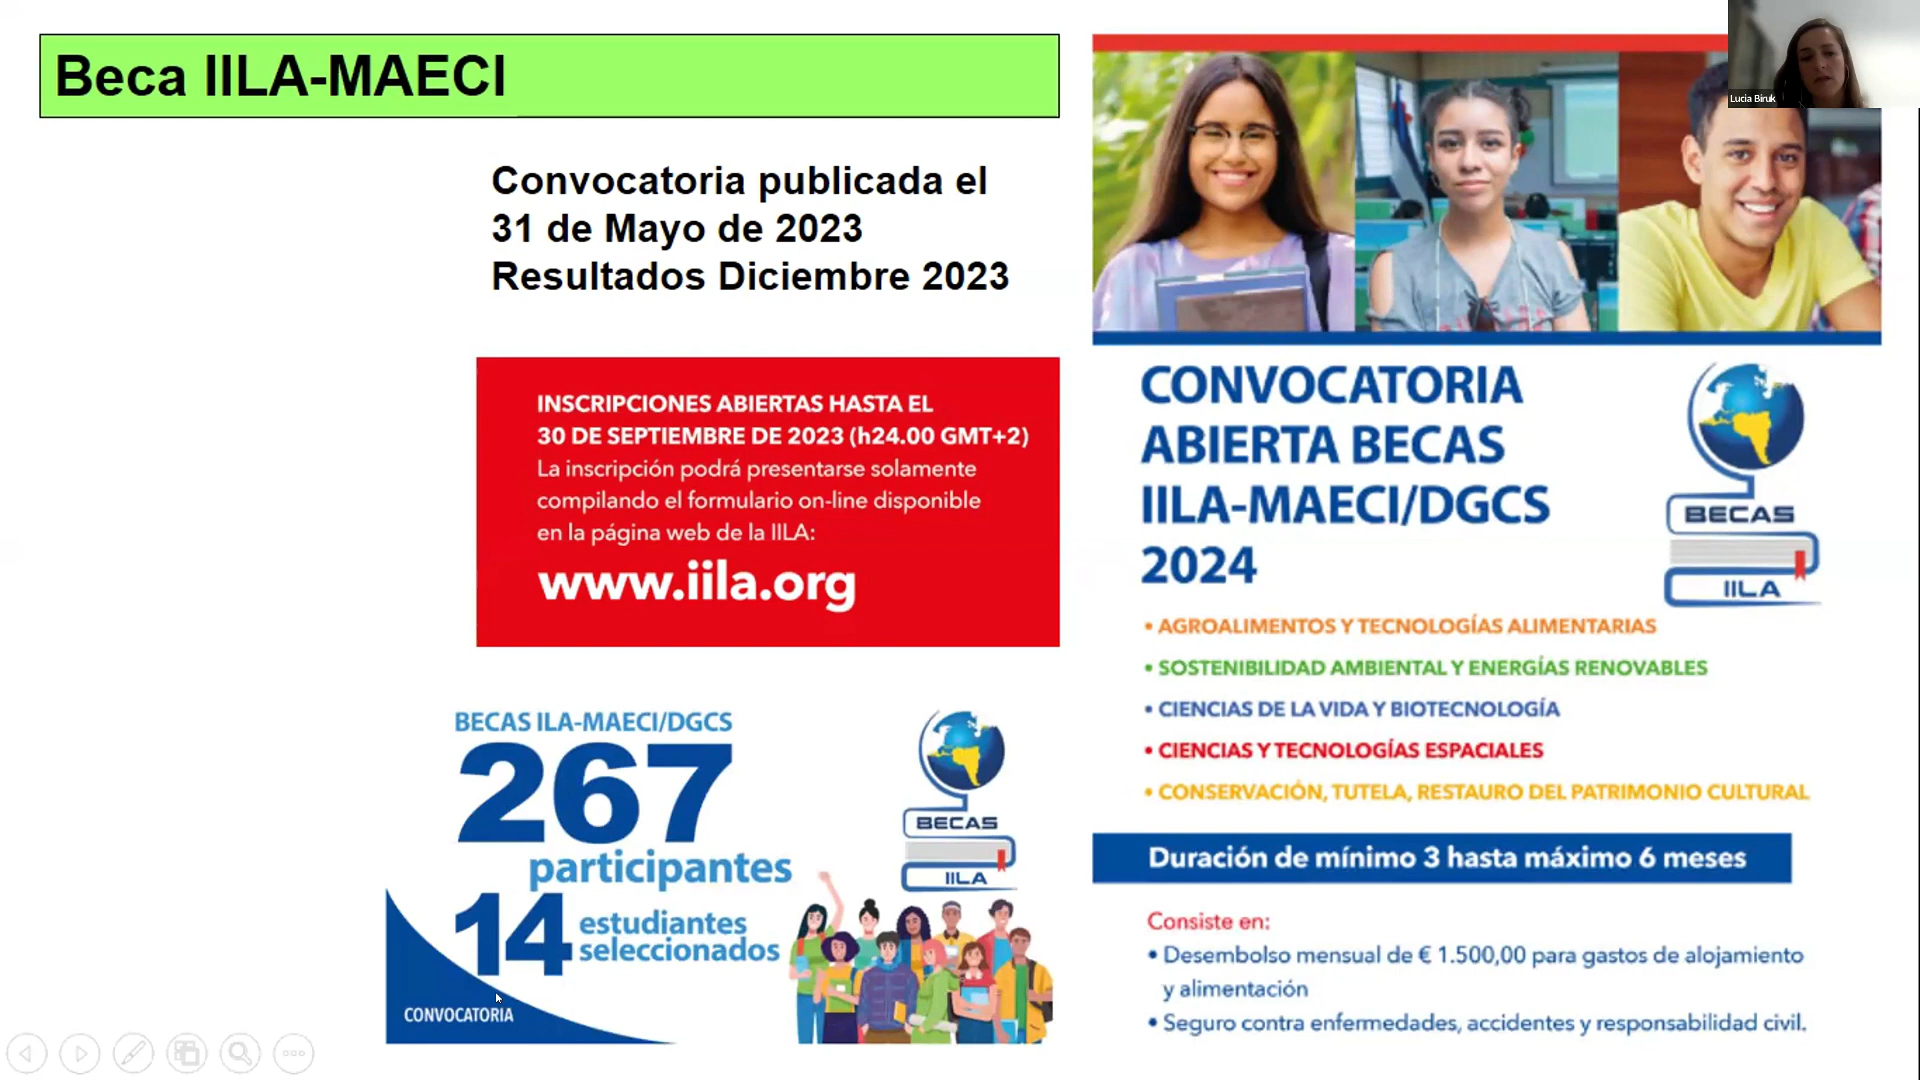 Beca IILA-MAECI
Convocatoria publicada el
31 de Mayo de 2023
Resultados Diciembre 2023
INSCRIPCIONES ABIERTAS HASTA EL
30 DE SEPTIEMBRE DE 2023 (h24.00 GMT+2)
La inscripción podrá presentarse solamente
compilando el formulario on-line disponible
en la página web de la IILA:
www.iila.org
BECAS ILA-MAECI/DGCS
267
participantes
14 estudiantes
seleccionados
CONVOCATORIA
BECAS
IILA
Lucia Biruk
CONVOCATORIA
ABIERTA BECAS
IILA-MAECI/DGCS
2024
BECAS
IILA
• AGROALIMENTOS Y TECNOLOGÍAS ALIMENTARIAS
• SOSTENIBILIDAD AMBIENTAL Y ENERGÍAS RENOVABLES
• CIENCIAS DE LA VIDA Y BIOTECNOLOGÍA
• CIENCIAS Y TECNOLOGÍAS ESPACIALES
• CONSERVACIÓN, TUTELA, RESTAURO DEL PATRIMONIO CULTURAL
Duración de mínimo 3 hasta máximo 6 meses
Consiste en:
• Desembolso mensual de € 1.500,00 para gastos de alojamiento
y alimentación
• Seguro contra enfermedades, accidentes y responsabilidad civil.